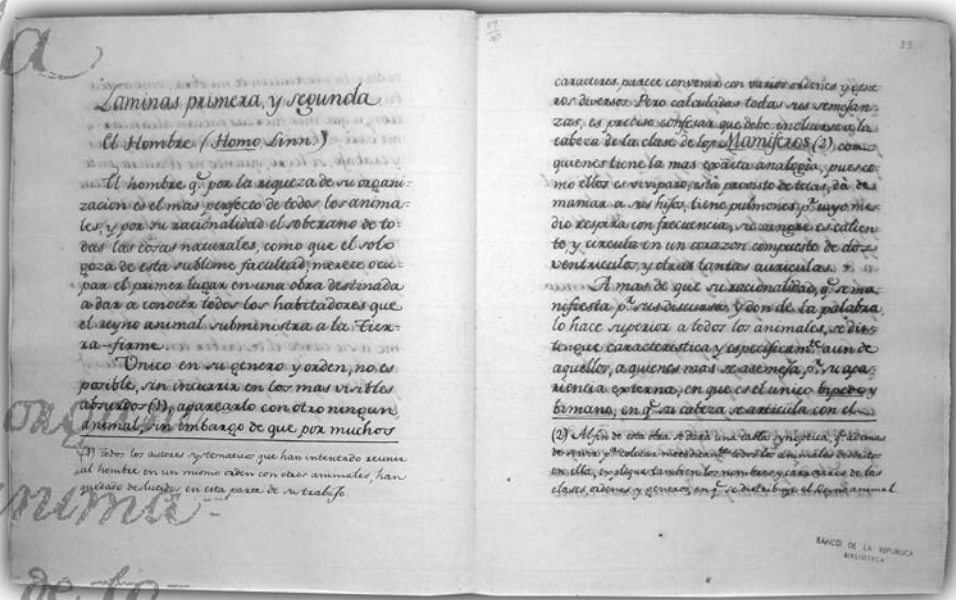 Laminas primera, y segunda
El Hombre (Homo Linn.)
El hombre q.e por la riqueza de su organi-
zacion es el mas perfecto de todos los anima-
les, y por su racionalidad el soberano de to-
das las cosas naturales, como que el solo
goza de esta sublime facultad, merece ocu-
par el primer lugar en una obra destinada
a dar a conocer todos los habitadores que
el reyno animal subministra a la Tier-
ra-firme.
Unico en su genero y orden, no es
posible, sin incurrir en los mas visibles
absurdos (1), aparearlo con otro ningun
animal, sin embargo de que por muchos
(1) todos los autores systematicos que han intentado reunir
al hombre en un mismo orden con otros animales, han
quedado deslucidos en esta parte de su trabajo.
33
caracteres parece convenir con varios ordenes y gene-
ros diversos. Pero calculadas todas sus semejan-
zas, es preciso confesar que debe incluirse a la
cabeza de la clase de los Mamiferos (2), con
quienes tiene la mas exacta analogia, pues co-
mo ellos es viviparo, está provisto de tetas, dá de
mamar a sus hijos, tiene pulmones p.r cuyo me-
dio respira con frecuencia, su sangre es calien-
te, y circula en un corazon compuesto de dos
ventriculos, y otras tantas auriculas.
A mas de que su racionalidad, q.e se ma-
nifiesta p.r sus discursos, y don de la palabra,
lo hace superior a todos los animales, se dis-
tingue caracteristica y especificam.te aun de
aquellos, a quienes mas se asemeja p.r su apa-
riencia externa, en que es el unico bipedo y
bimano, en q.e su cabeza se articula con el
(2) Al fin de esta obra se dará una tabla synoptica, q.e ademas
de servir p.a colocar metodicam.te todos los animales descritos
en ella, explique tambien los nombres y caracteres de las
clases, ordenes y generos, en q.e se distribuye el Reyno animal
BANCO DE LA REPUBLICA
BIBLIOTECA